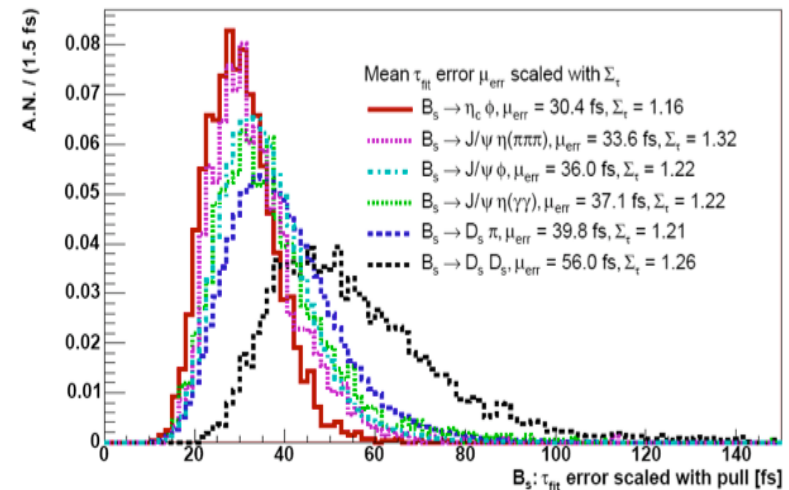 A.N. / (1.5 fs)
0.08
0.07
0.06
0.05
0.04
0.03
0.02
0.01
0
Mean τfit error μerr scaled with Στ
Bs → ηc ϕ, μerr = 30.4 fs, Στ = 1.16
Bs → J/ψ η(πππ), μerr = 33.6 fs, Στ = 1.32
Bs → J/ψ ϕ, μerr = 36.0 fs, Στ = 1.22
Bs → J/ψ η(γγ), μerr = 37.1 fs, Στ = 1.22
Bs → Ds π, μerr = 39.8 fs, Στ = 1.21
Bs → Ds Ds, μerr = 56.0 fs, Στ = 1.26
0 20 40 60 80 100 120 140
Bs: τfit error scaled with pull [fs]